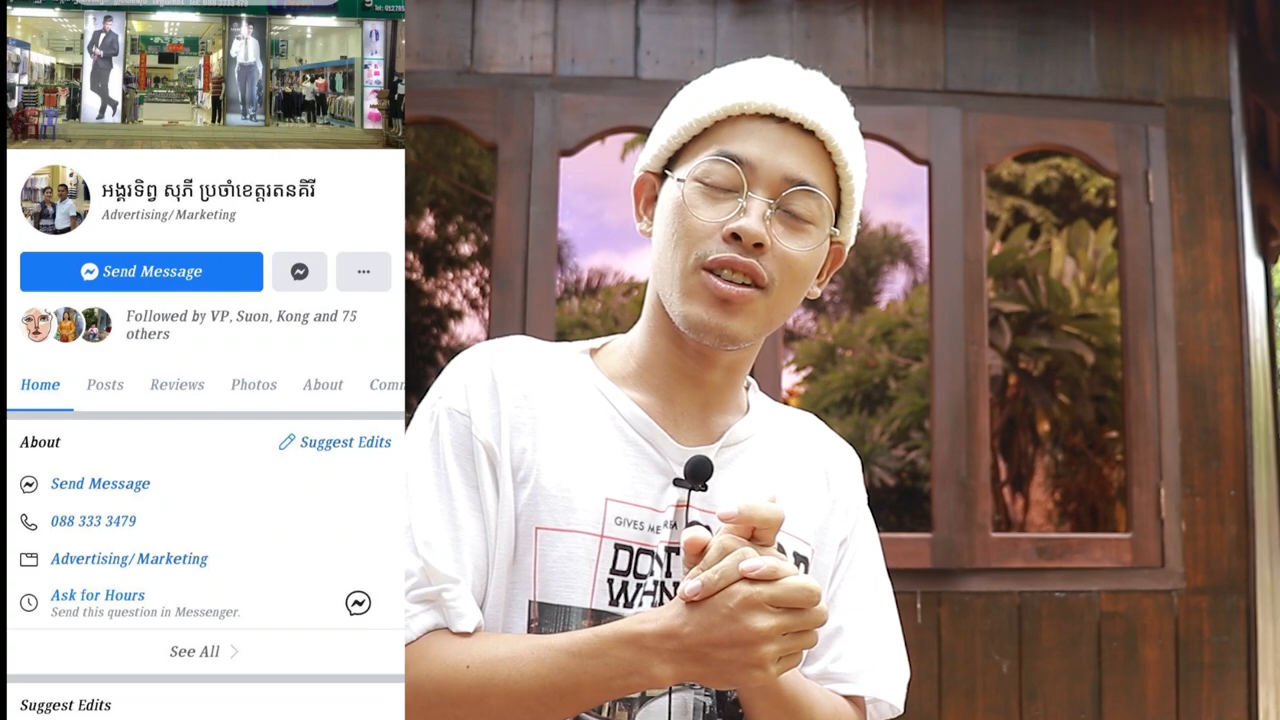 អង្គរទិព្វ សុភី ប្រចាំខេត្តរតនគិរី
Advertising/Marketing
Send Message
Followed by VP, Suon, Kong and 75
others
Home Posts Reviews Photos About
About
Suggest Edits
Send Message
088 333 3479
Advertising/Marketing
Ask for Hours
Send this question in Messenger.
See All
Suggest Edits
GIVES ME